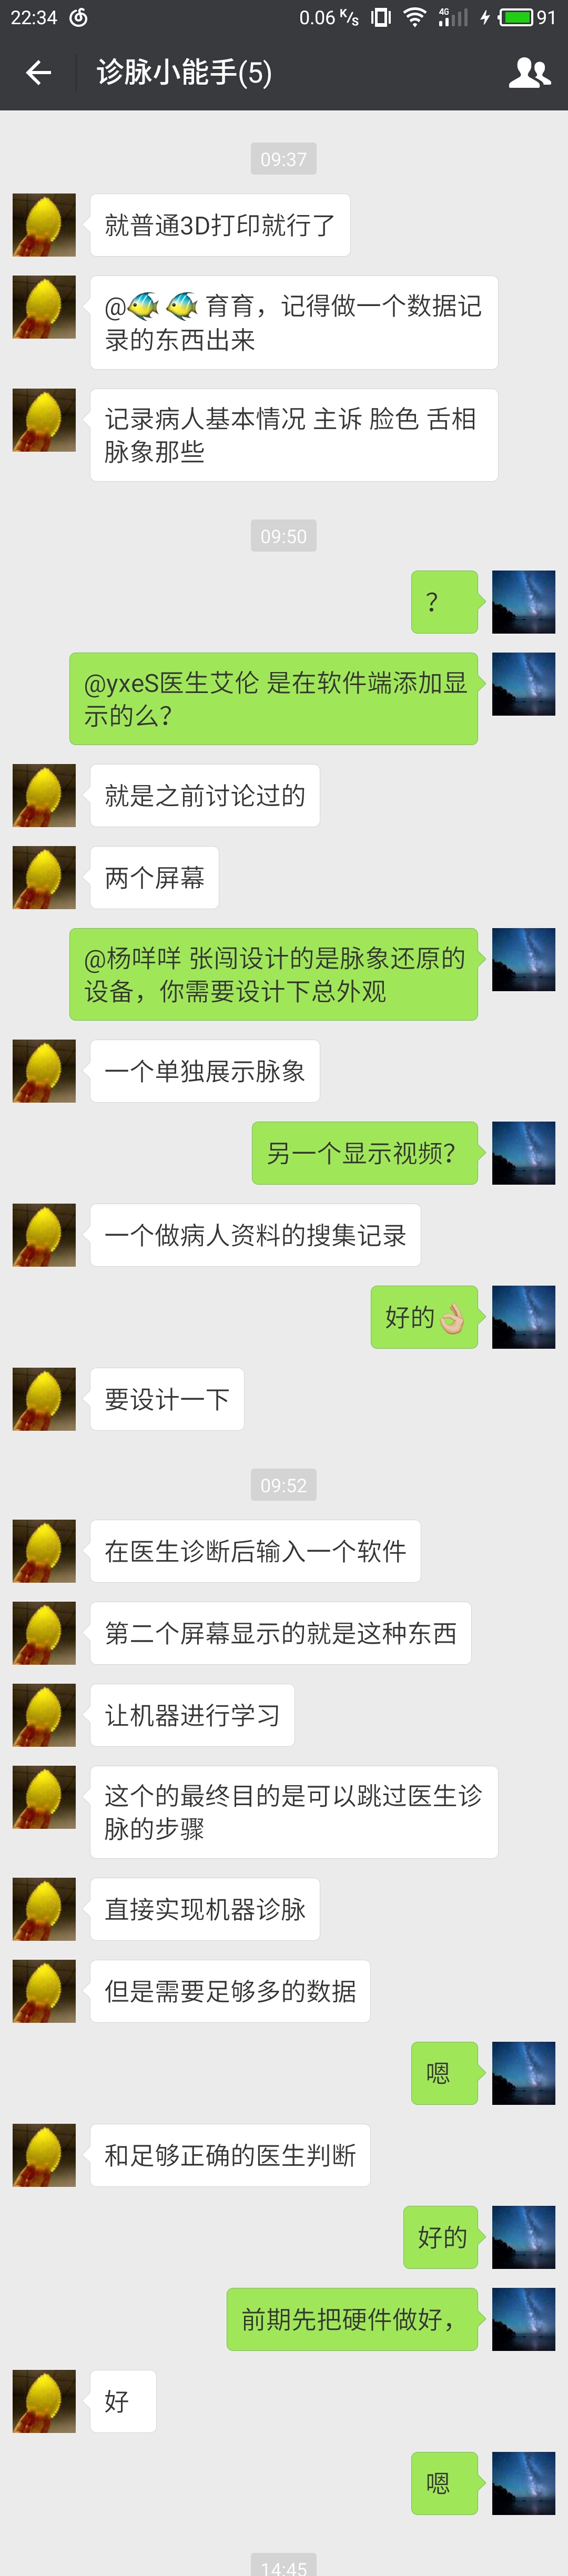 22:34 0.06 K/s 4G 91
诊脉小能手(5)
09:37
就普通3D打印就行了
@🐠 🐠 育育，记得做一个数据记
录的东西出来
记录病人基本情况 主诉 脸色 舌相
脉象那些
09:50
？
@yxeS医生艾伦 是在软件端添加显
示的么？
就是之前讨论过的
两个屏幕
@杨咩咩 张闯设计的是脉象还原的
设备，你需要设计下总外观
一个单独展示脉象
另一个显示视频？
一个做病人资料的搜集记录
好的👌🏼
要设计一下
09:52
在医生诊断后输入一个软件
第二个屏幕显示的就是这种东西
让机器进行学习
这个的最终目的是可以跳过医生诊
脉的步骤
直接实现机器诊脉
但是需要足够多的数据
嗯
和足够正确的医生判断
好的
前期先把硬件做好，
好
嗯
14:45